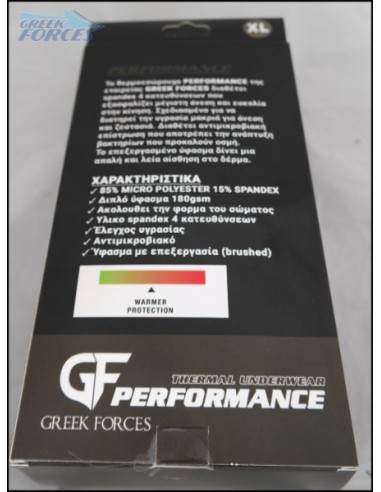 GREEK
FORCES
XL
PERFORMANCE
Το θερμοεσώρουχο PERFORMANCE της
εταιρείας GREEK FORCES διαθέτει
spandex 4 κατευθύνσεων που
εξασφαλίζει μέγιστη άνεση και ευκολία
στην κίνηση. Σχεδιασμένο για να
διατηρεί την υγρασία μακριά για άνεση
και ζεστασιά. Διαθέτει αντιμικροβιακή
επίστρωση που αποτρέπει την ανάπτυξη
βακτηρίων που προκαλούν οσμή.
Το επεξεργασμένο ύφασμα δίνει μια
απαλή και λεία αίσθηση στο δέρμα.
ΧΑΡΑΚΤΗΡΙΣΤΙΚΑ
✓ 85% MICRO POLYESTER 15% SPANDEX
✓ Διπλό ύφασμα 180gsm
✓ Ακολουθει την φορμα του σώματος
✓ Υλικο spandex 4 κατευθύνσεων
✓ Έλεγχος υγρασίας
✓ Αντιμικροβιακό
✓ Ύφασμα με επεξεργασία (brushed)
WARMER
PROTECTION
GF
THERMAL UNDERWEAR
PERFORMANCE
GREEK FORCES